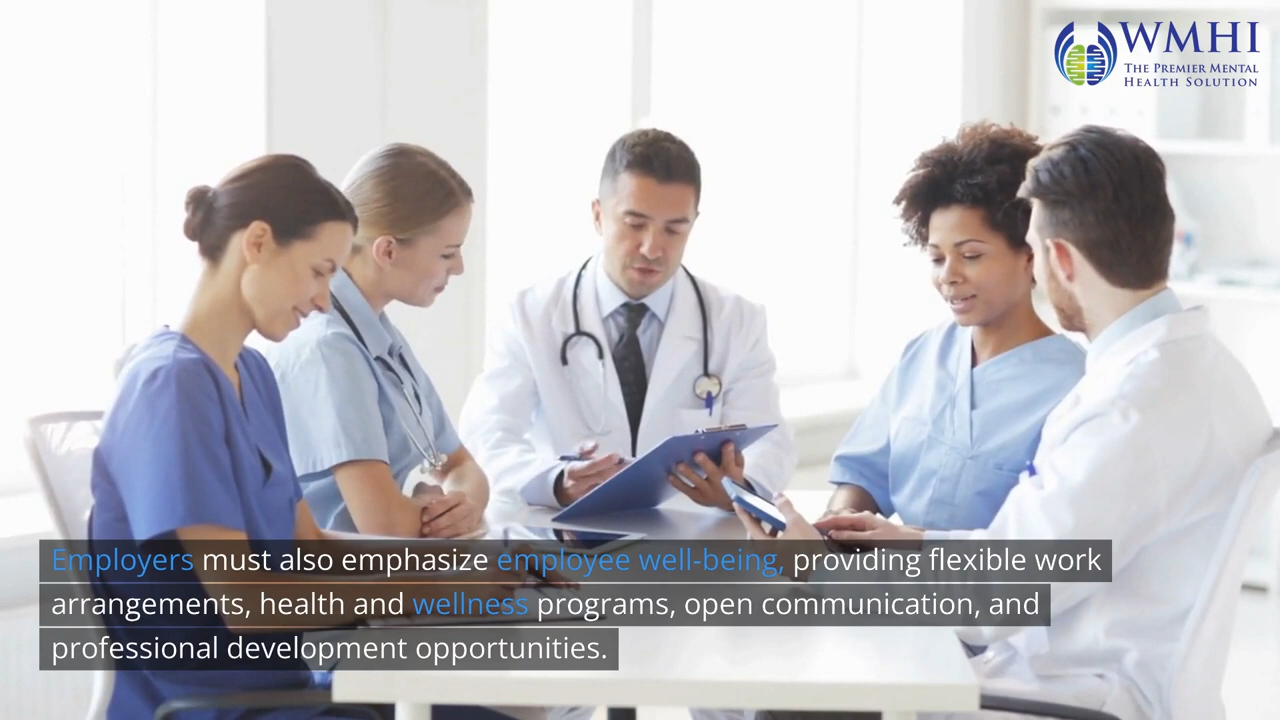 WMHI
THE PREMIER MENTAL
HEALTH SOLUTION
Employers must also emphasize employee well-being, providing flexible work
arrangements, health and wellness programs, open communication, and
professional development opportunities.